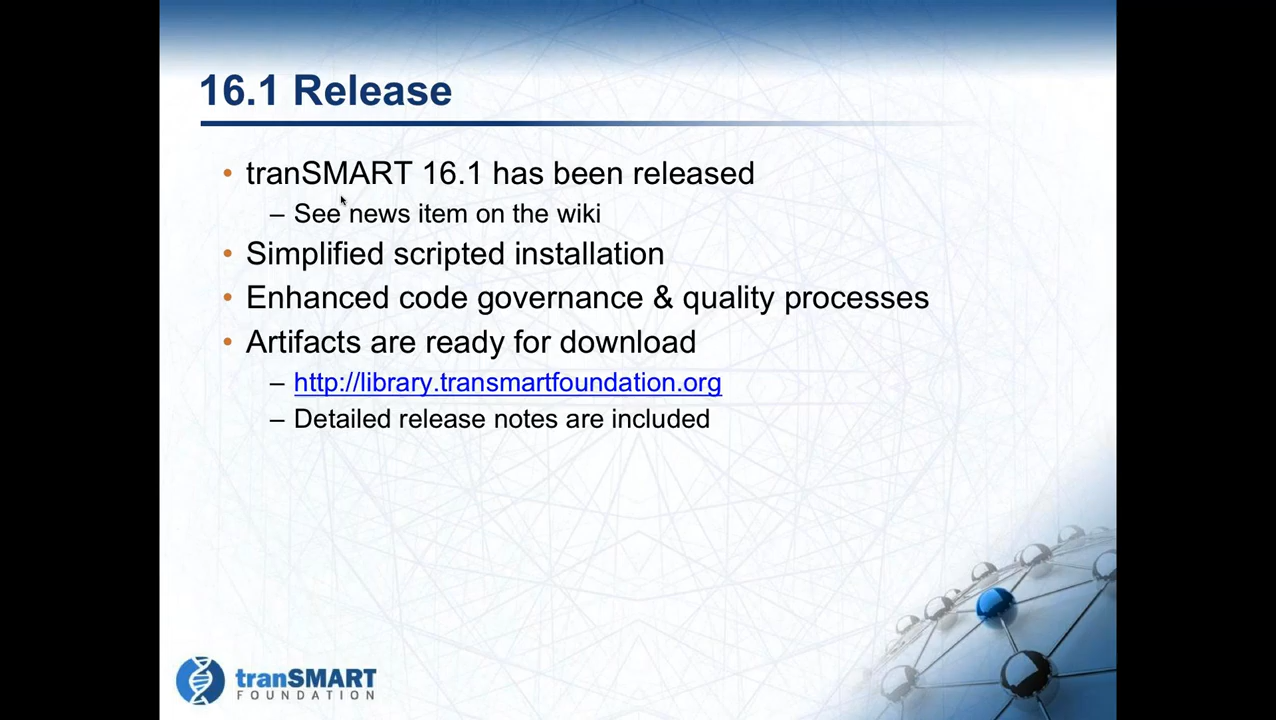 16.1 Release
• tranSMART 16.1 has been released
– See news item on the wiki
• Simplified scripted installation
• Enhanced code governance & quality processes
• Artifacts are ready for download
– http://library.transmartfoundation.org
– Detailed release notes are included
tranSMART
FOUNDATION